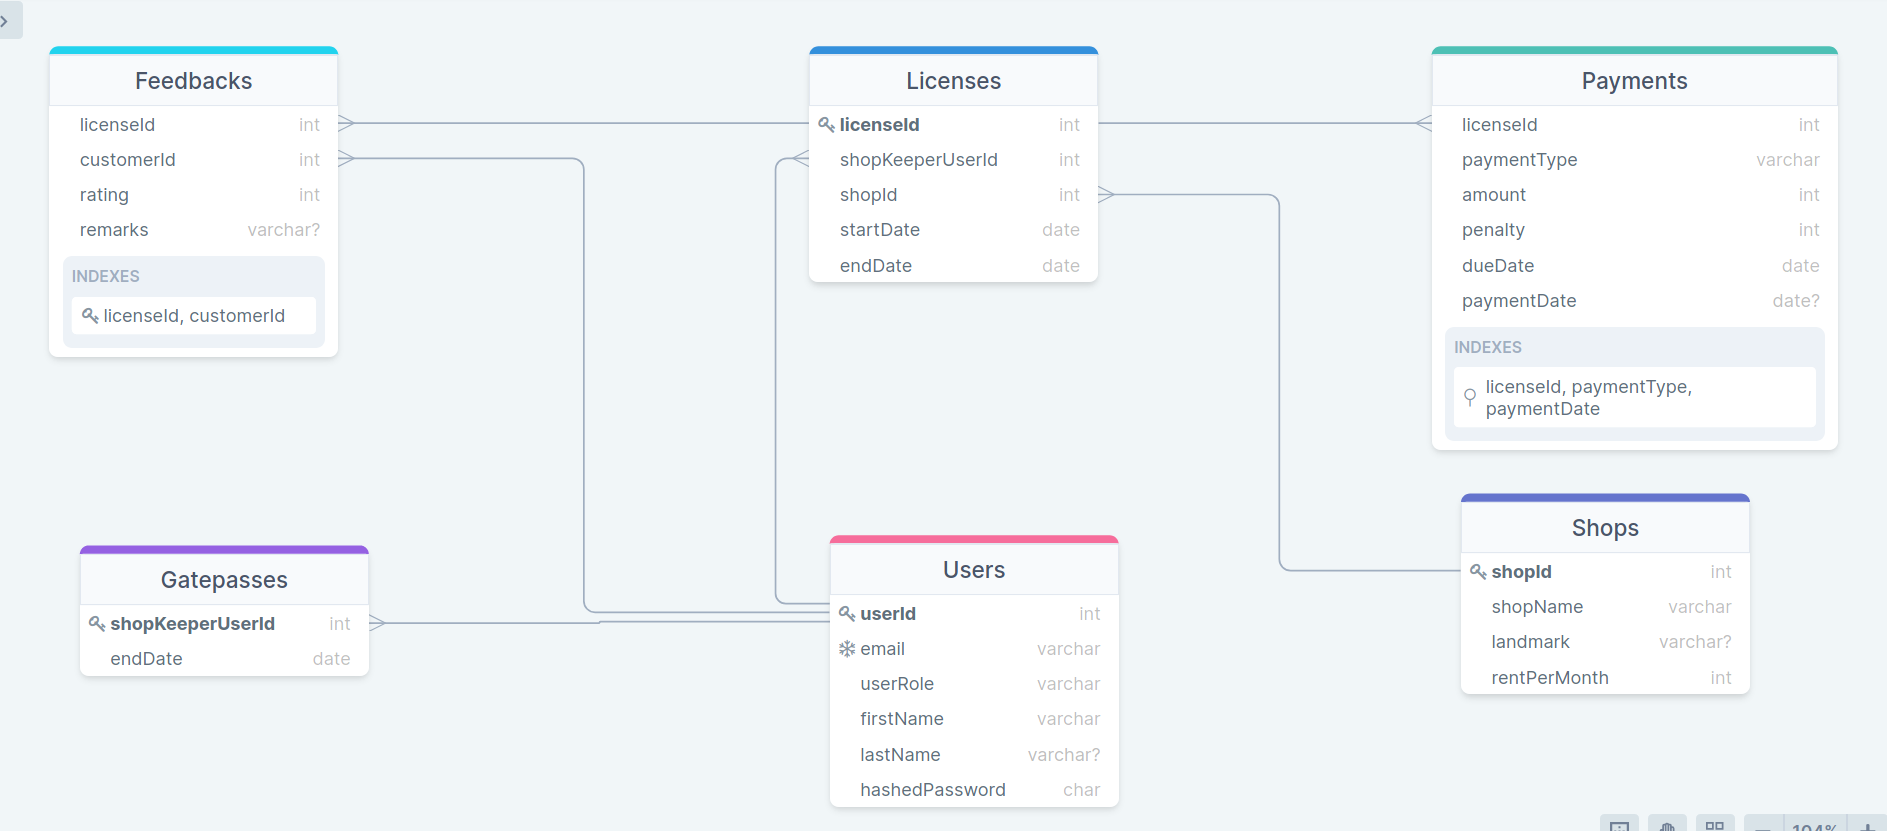 Feedbacks
licenseId int
customerId int
rating int
remarks varchar?
INDEXES
licenseId, customerId
Licenses
licenseId int
shopKeeperUserId int
shopId int
startDate date
endDate date
Payments
licenseId int
paymentType varchar
amount int
penalty int
dueDate date
paymentDate date?
INDEXES
licenseId, paymentType,
paymentDate
Gatepasses
shopKeeperUserId int
endDate date
Users
userId int
email varchar
userRole varchar
firstName varchar
lastName varchar?
hashedPassword char
Shops
shopId int
shopName varchar
landmark varchar?
rentPerMonth int
104%